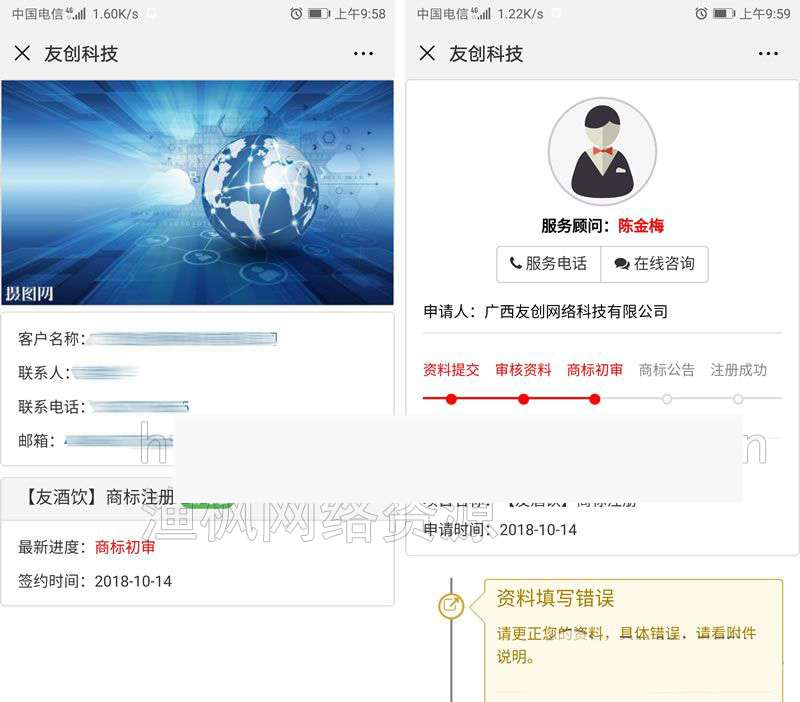 中国电信 4G 1.60K/s 上午9:58
友创科技
摄图网
客户名称：
联系人：
联系电话：
邮箱：
【友酒饮】商标注册
最新进度：商标初审
签约时间：2018-10-14
中国电信 4G 1.22K/s 上午9:59
友创科技
服务顾问：陈金梅
服务电话
在线咨询
申请人：广西友创网络科技有限公司
资料提交 审核资料 商标初审 商标公告 注册成功
项目名称：【友酒饮】商标注册
申请时间：2018-10-14
资料填写错误
请更正您的资料，具体错误，请看附件
说明。
渔枫网络资源